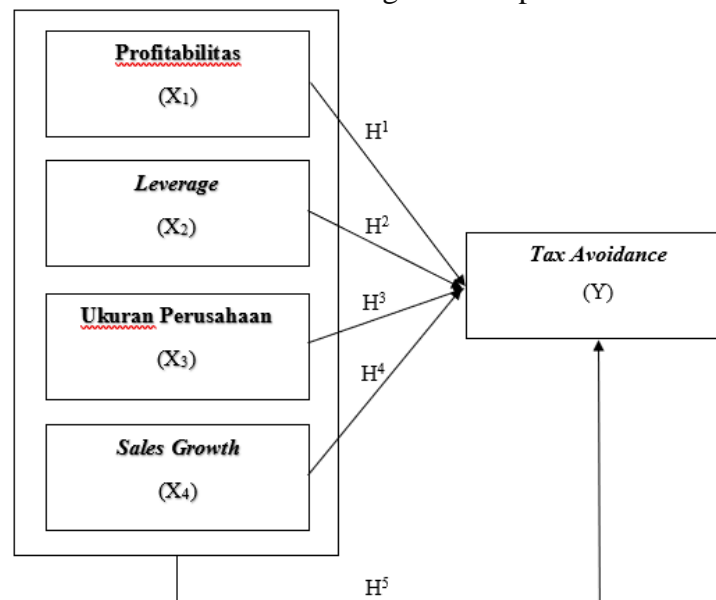 Profitabilitas
(X₁)
H¹
Leverage
(X₂)
H²
Tax Avoidance
(Y)
Ukuran Perusahaan
(X₃)
H³
H⁴
Sales Growth
(X₄)
H⁵